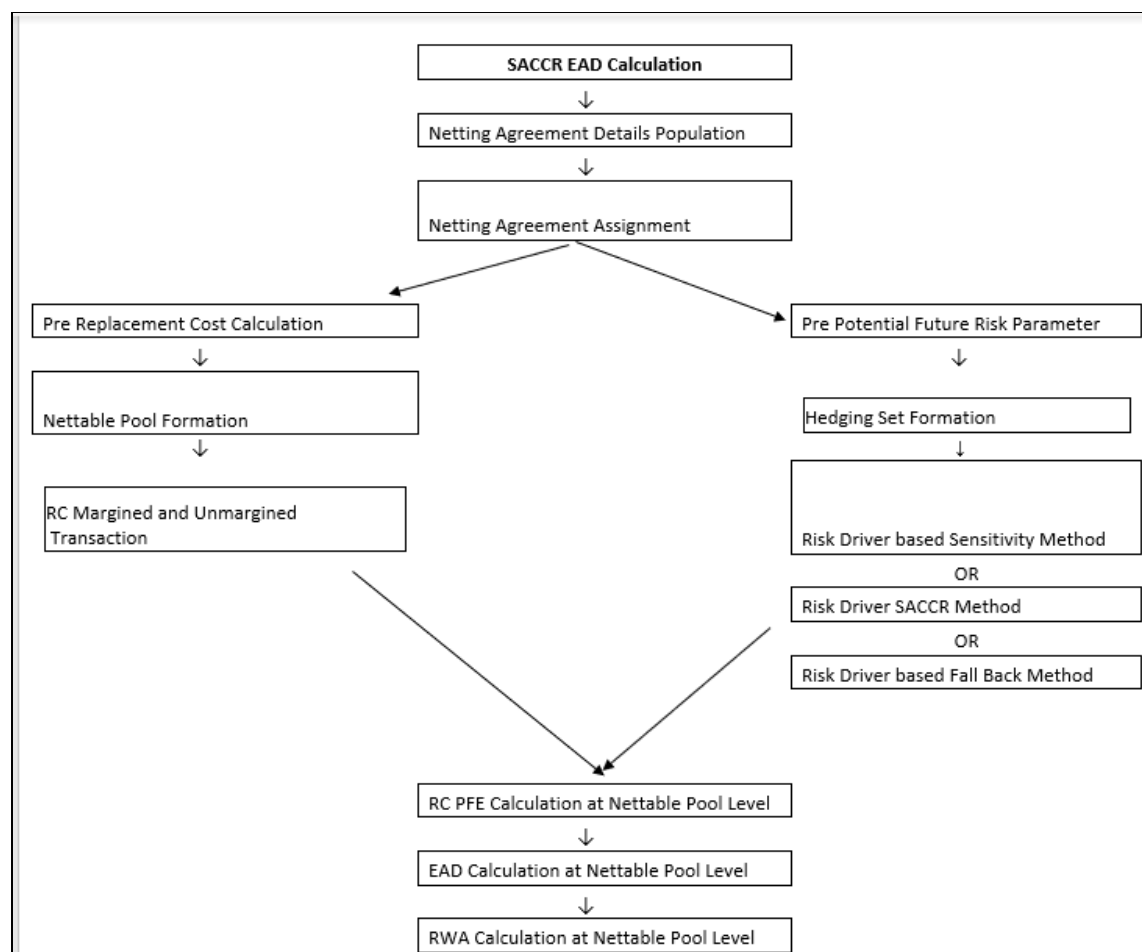 SACCR EAD Calculation
Netting Agreement Details Population
Netting Agreement Assignment
Pre Replacement Cost Calculation
Nettable Pool Formation
RC Margined and Unmargined
Transaction
Pre Potential Future Risk Parameter
Hedging Set Formation
Risk Driver based Sensitivity Method
OR
Risk Driver SACCR Method
OR
Risk Driver based Fall Back Method
RC PFE Calculation at Nettable Pool Level
EAD Calculation at Nettable Pool Level
RWA Calculation at Nettable Pool Level